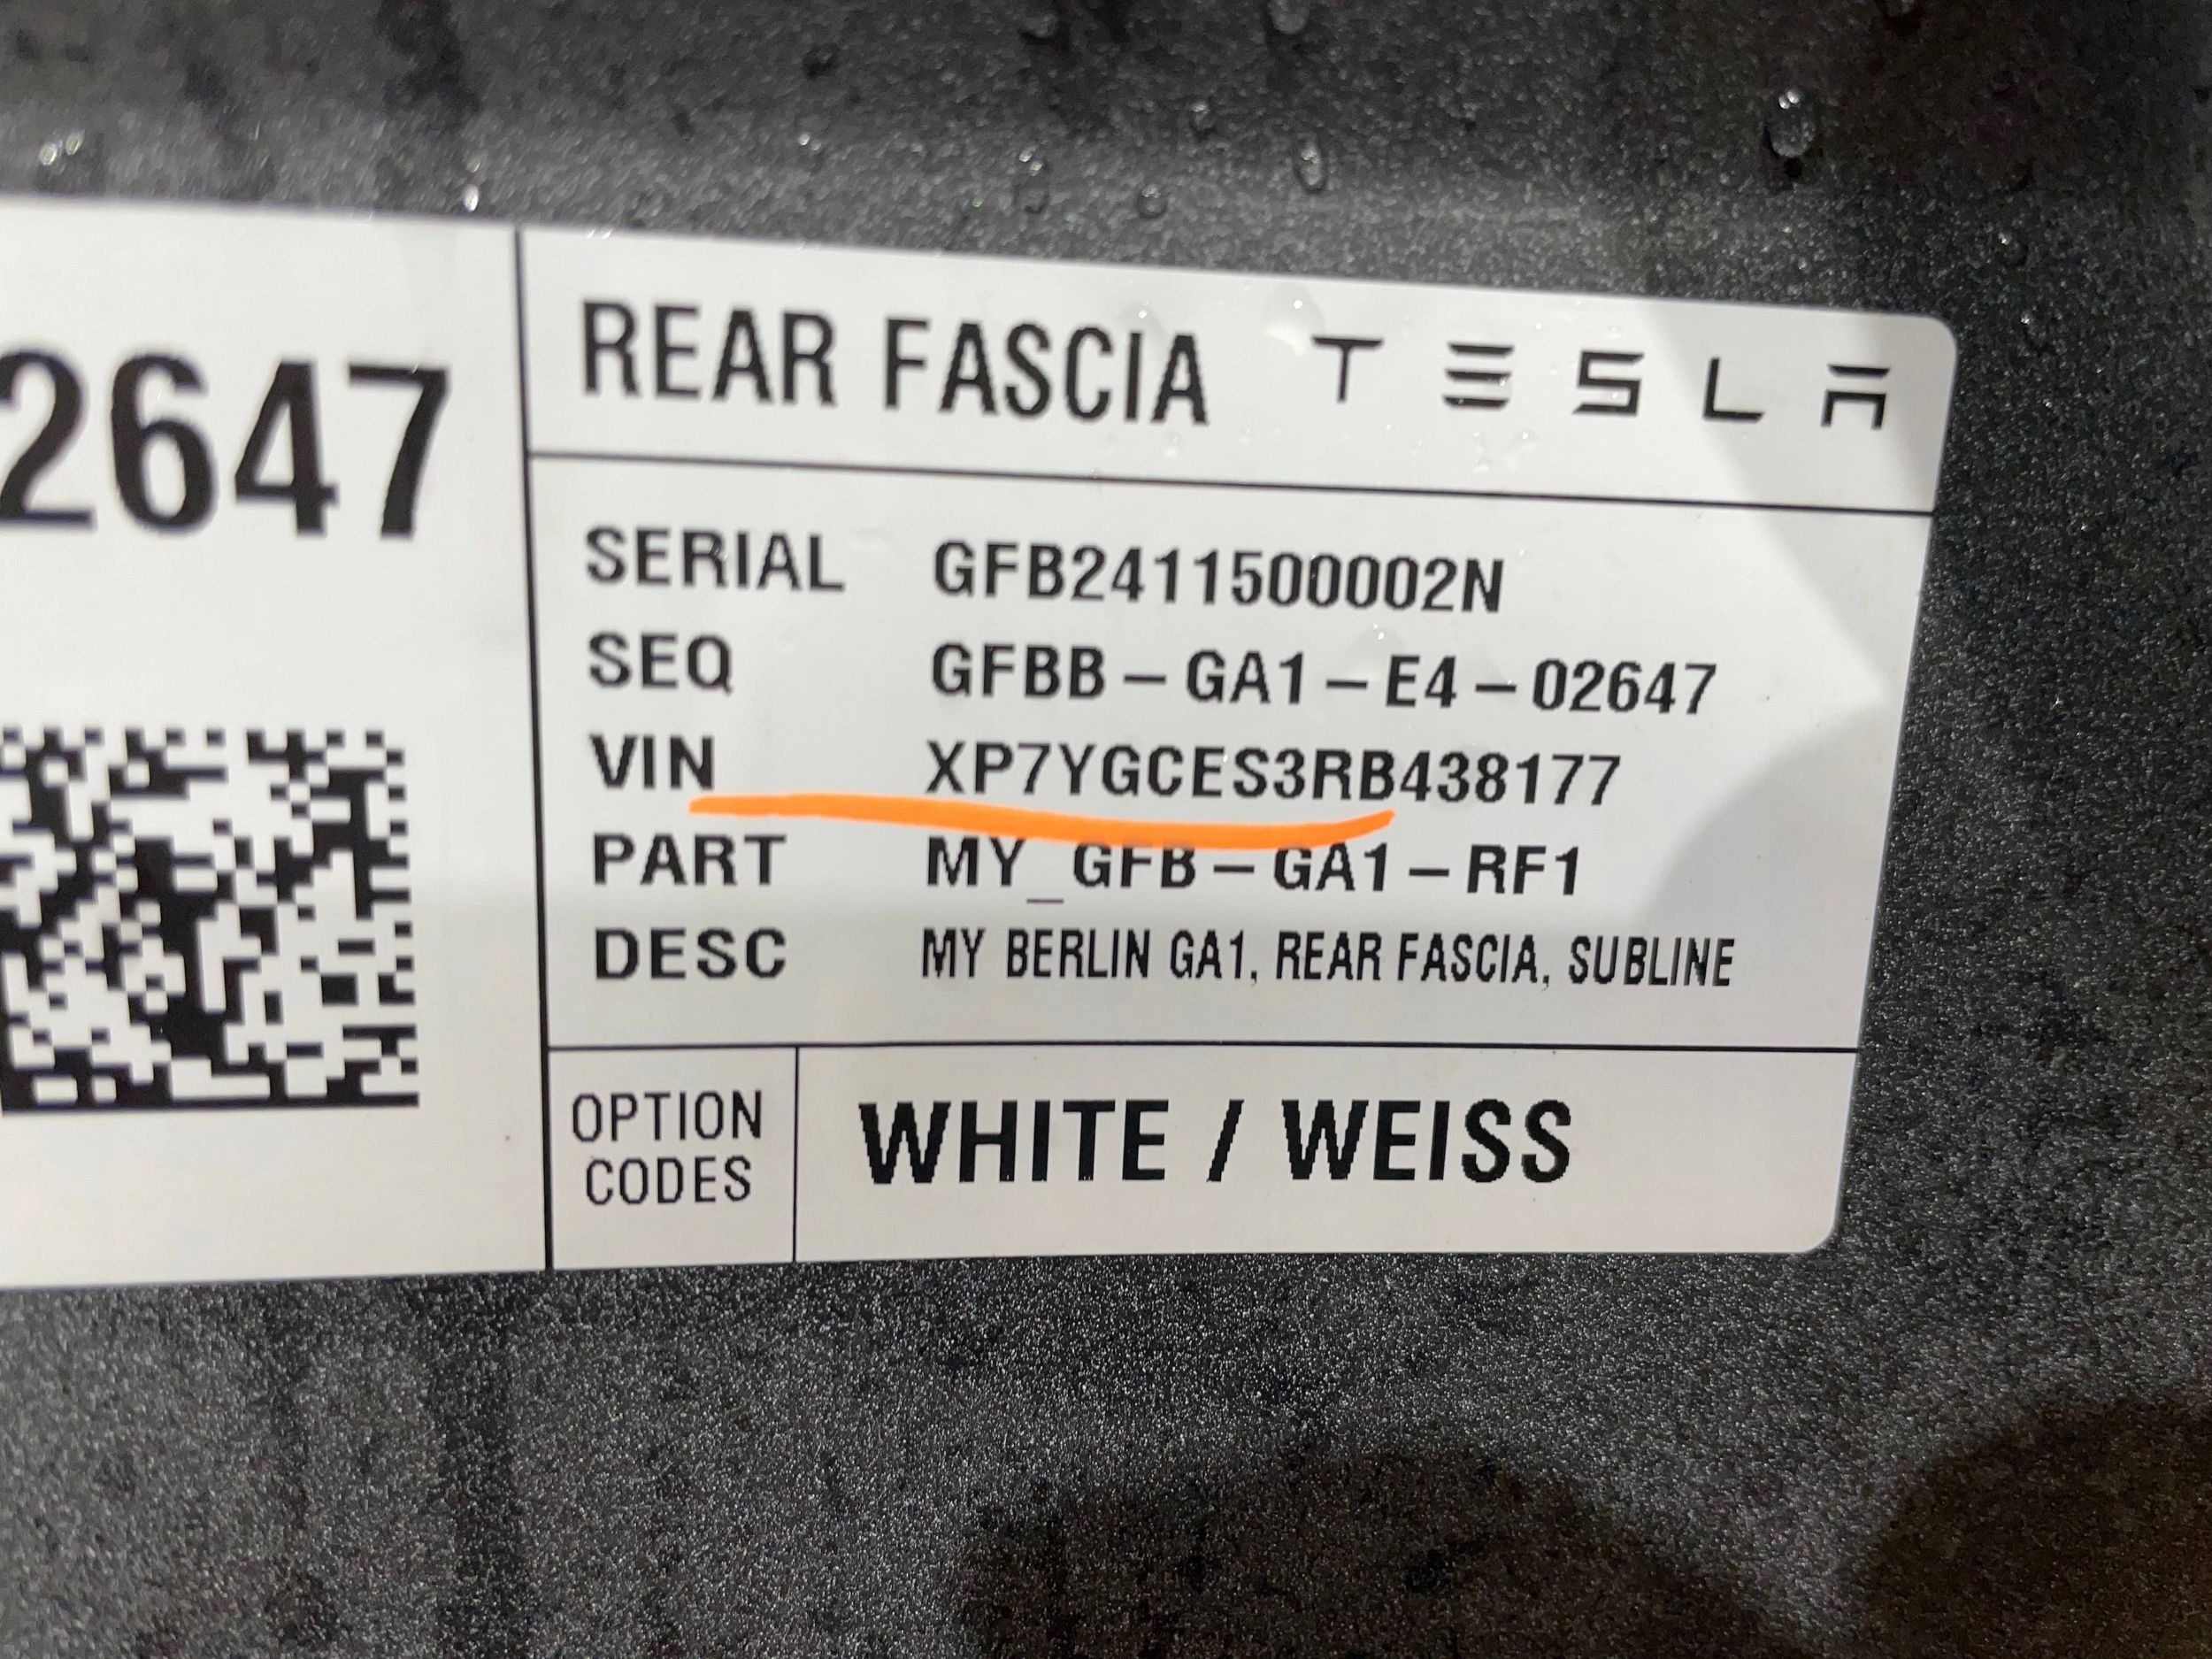 2647
REAR FASCIA TESLA
SERIAL GFB2411500002N
SEQ GFBB – GA1 – E4 – 02647
VIN XP7YGCES3RB438177
PART MY_GFB – GA1 – RF1
DESC MY BERLIN GA1, REAR FASCIA, SUBLINE
OPTION
CODES
WHITE / WEISS